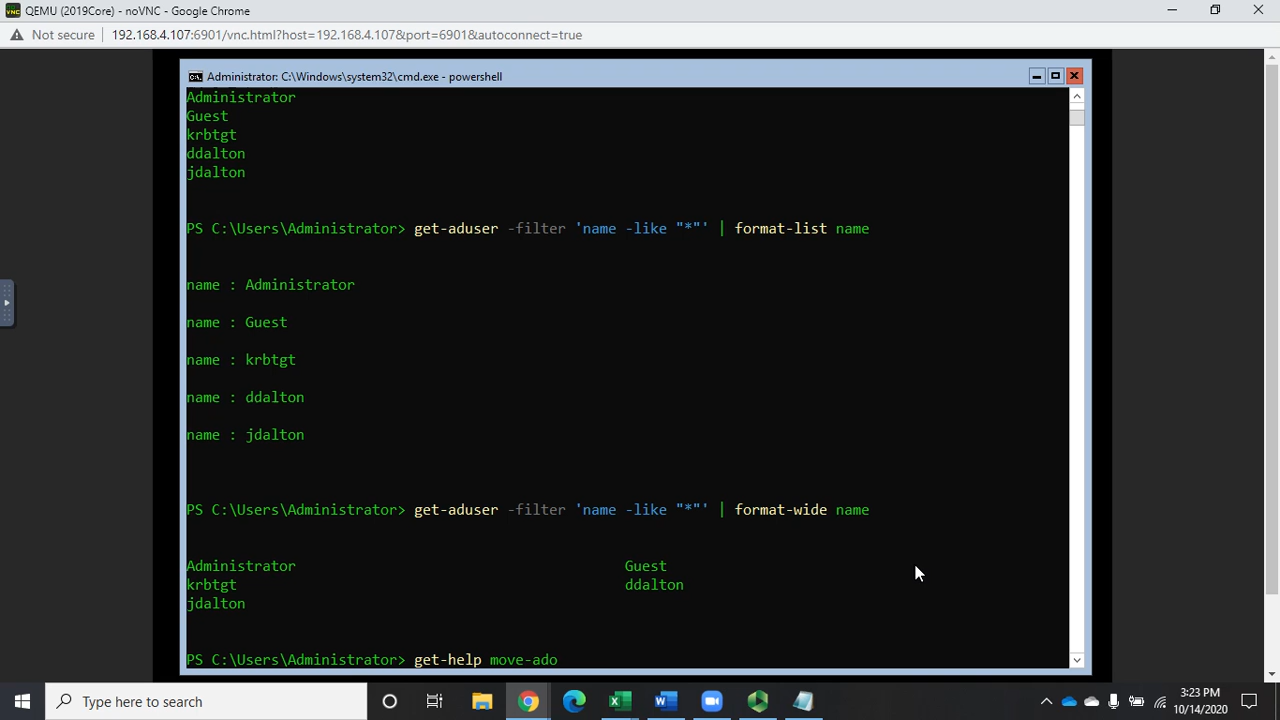 QEMU (2019Core) - noVNC - Google Chrome
Not secure | 192.168.4.107:6901/vnc.html?host=192.168.4.107&port=6901&autoconnect=true
Administrator: C:\Windows\system32\cmd.exe - powershell
Administrator
Guest
krbtgt
ddalton
jdalton
PS C:\Users\Administrator> get-aduser -filter 'name -like "*"' | format-list name
name : Administrator
name : Guest
name : krbtgt
name : ddalton
name : jdalton
PS C:\Users\Administrator> get-aduser -filter 'name -like "*"' | format-wide name
Administrator Guest
krbtgt ddalton
jdalton
PS C:\Users\Administrator> get-help move-ado
Type here to search
3:23 PM
10/14/2020